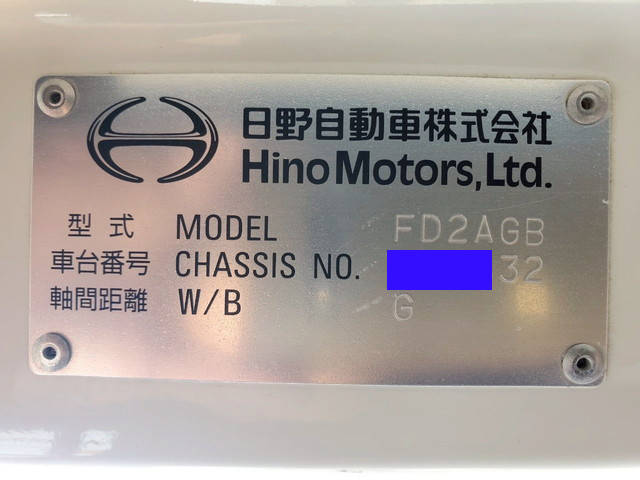 日野自動車株式会社
Hino Motors, Ltd.
型式 MODEL FD2AGB
車台番号 CHASSIS NO. 32
軸間距離 W/B G